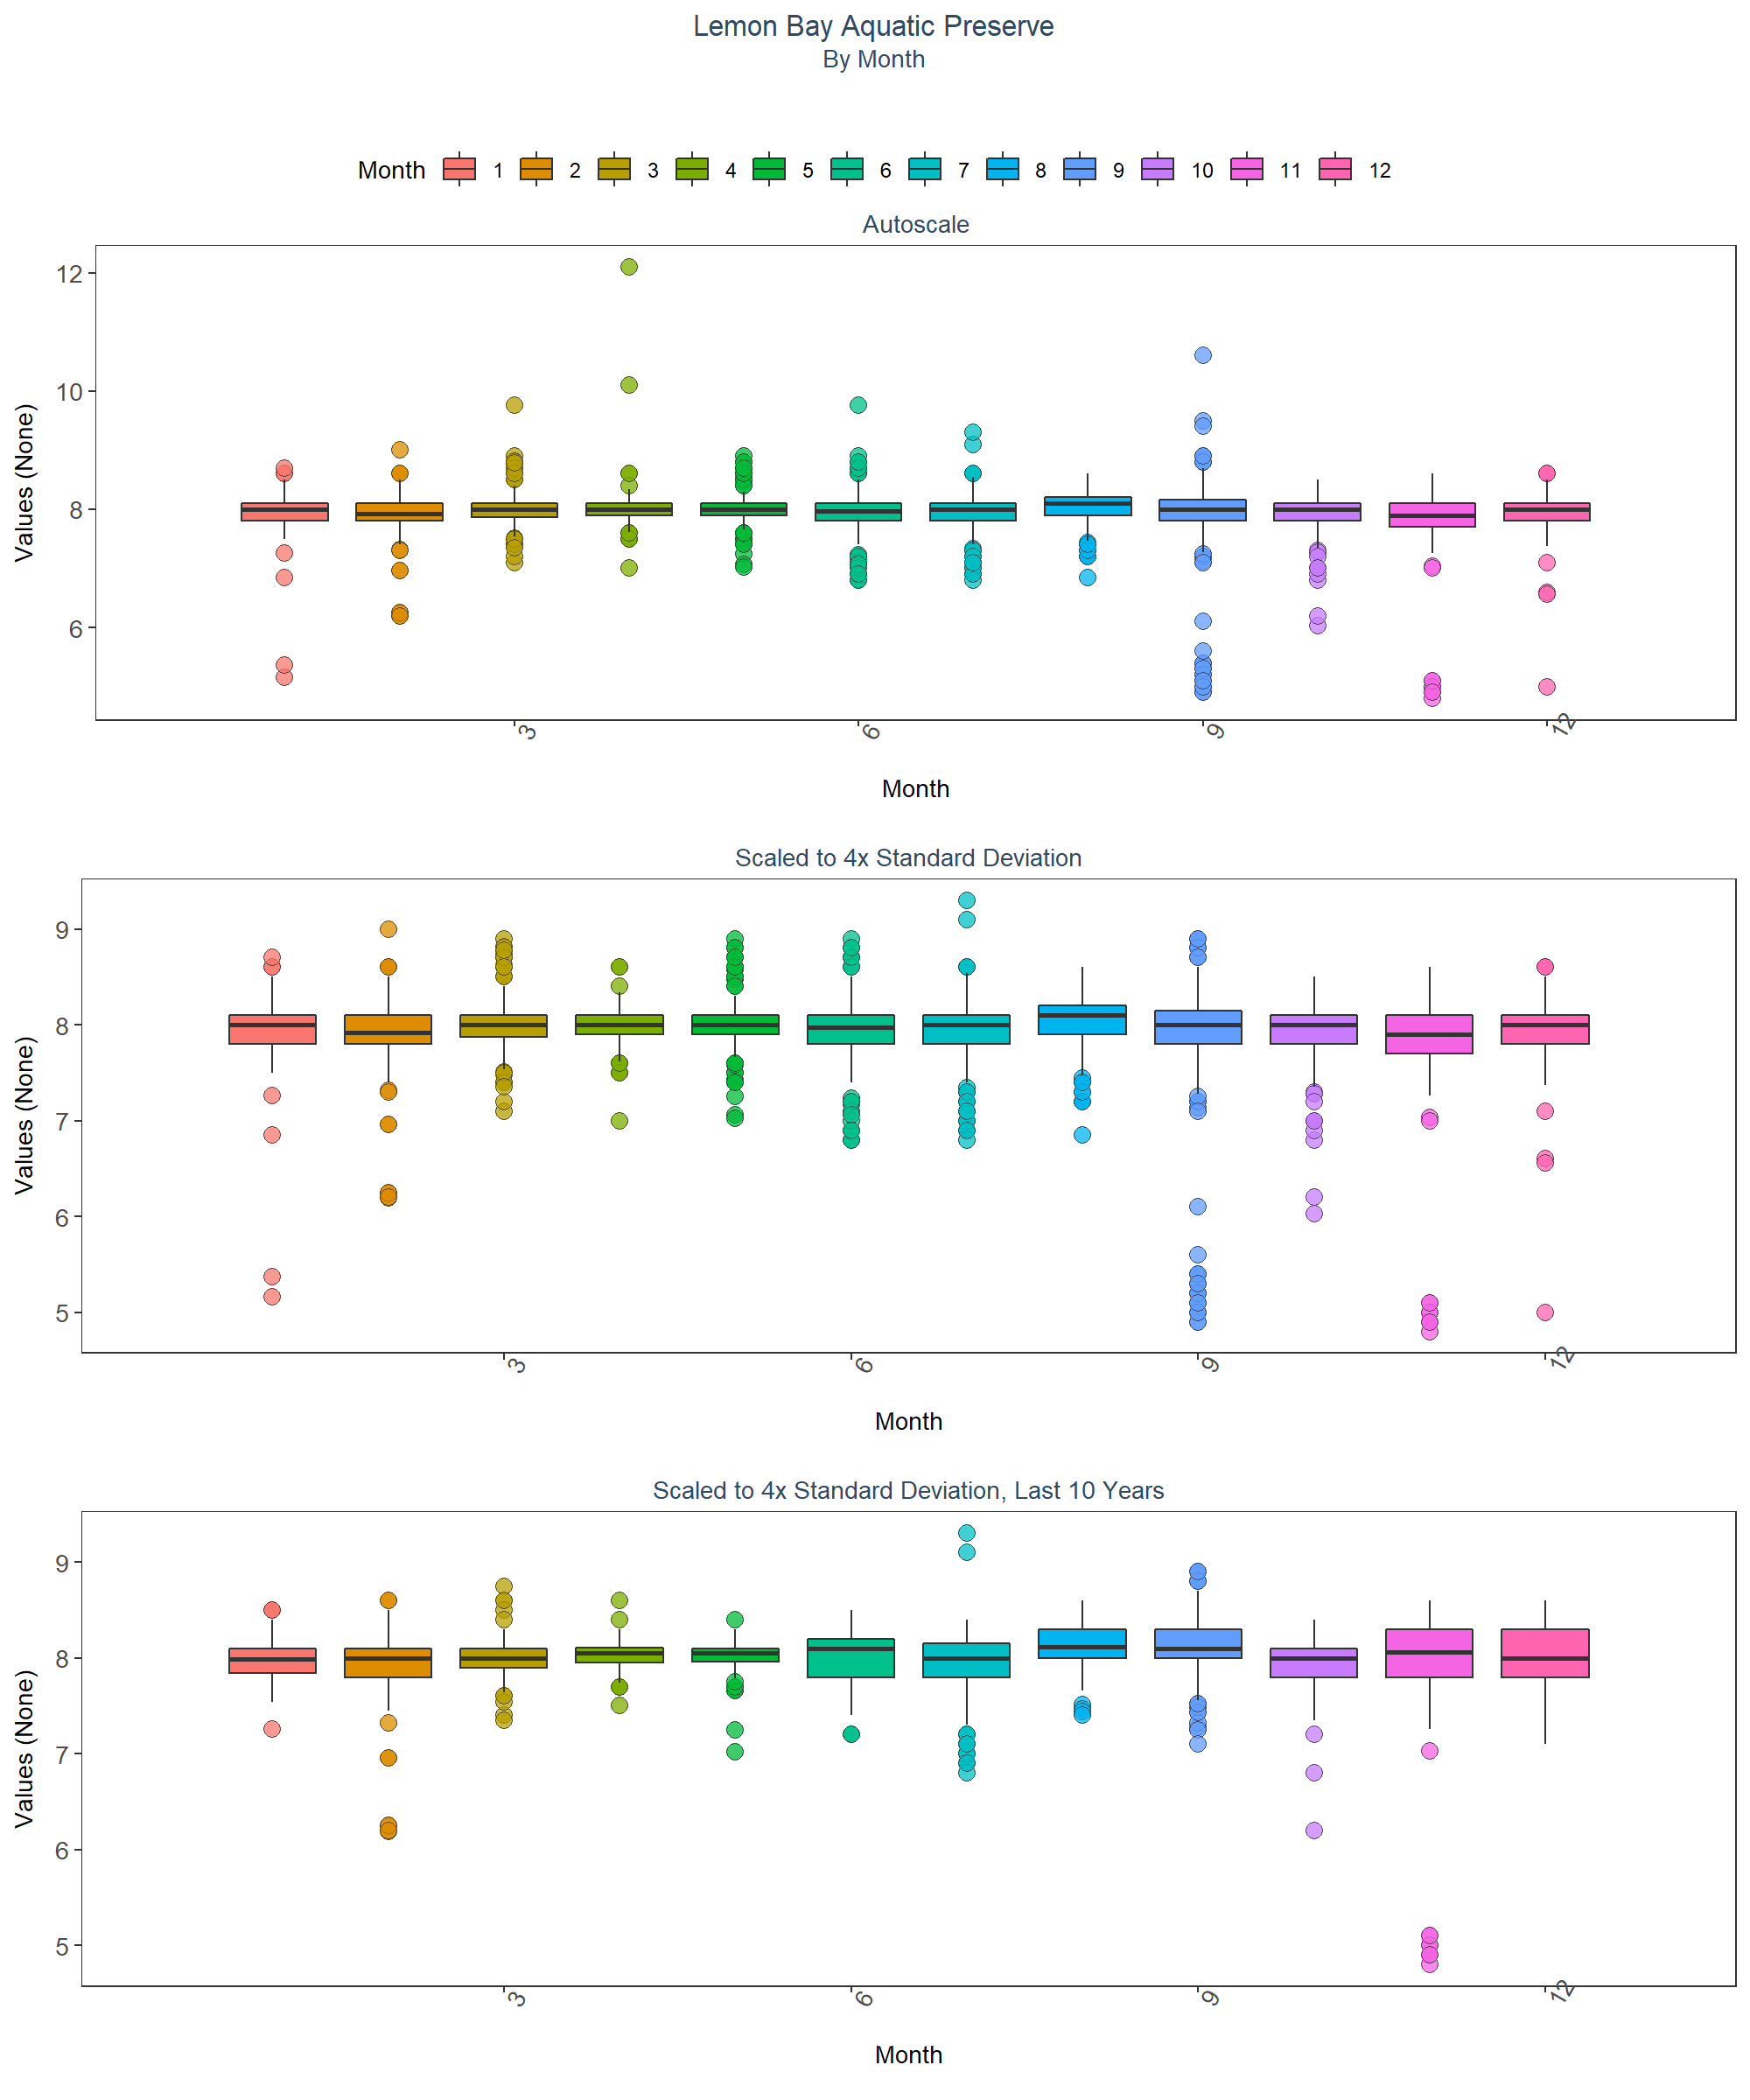 Lemon Bay Aquatic Preserve
By Month
Month 1 2 3 4 5 6 7 8 9 10 11 12
Autoscale
Values (None)
12
10
8
6
3 6 9 12
Month
Scaled to 4x Standard Deviation
Values (None)
9
8
7
6
5
3 6 9 12
Month
Scaled to 4x Standard Deviation, Last 10 Years
Values (None)
9
8
7
6
5
3 6 9 12
Month